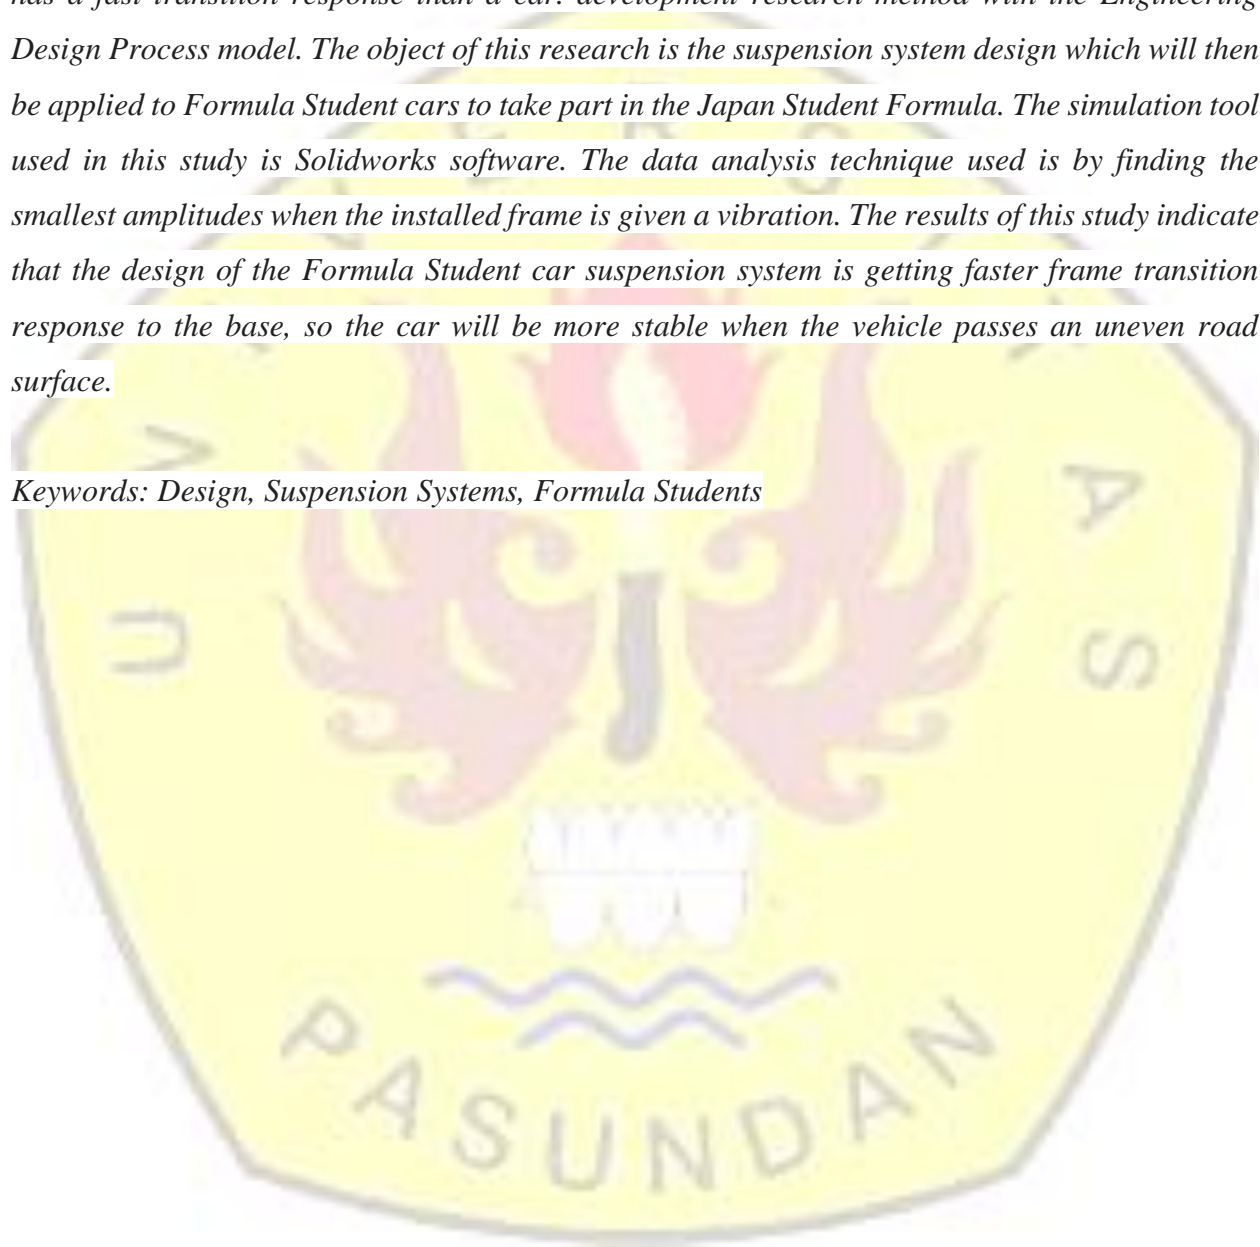 has a fast transition response than a car. development research method with the Engineering
Design Process model. The object of this research is the suspension system design which will then
be applied to Formula Student cars to take part in the Japan Student Formula. The simulation tool
used in this study is Solidworks software. The data analysis technique used is by finding the
smallest amplitudes when the installed frame is given a vibration. The results of this study indicate
that the design of the Formula Student car suspension system is getting faster frame transition
response to the base, so the car will be more stable when the vehicle passes an uneven road
surface.
Keywords: Design, Suspension Systems, Formula Students
PASUNDAN